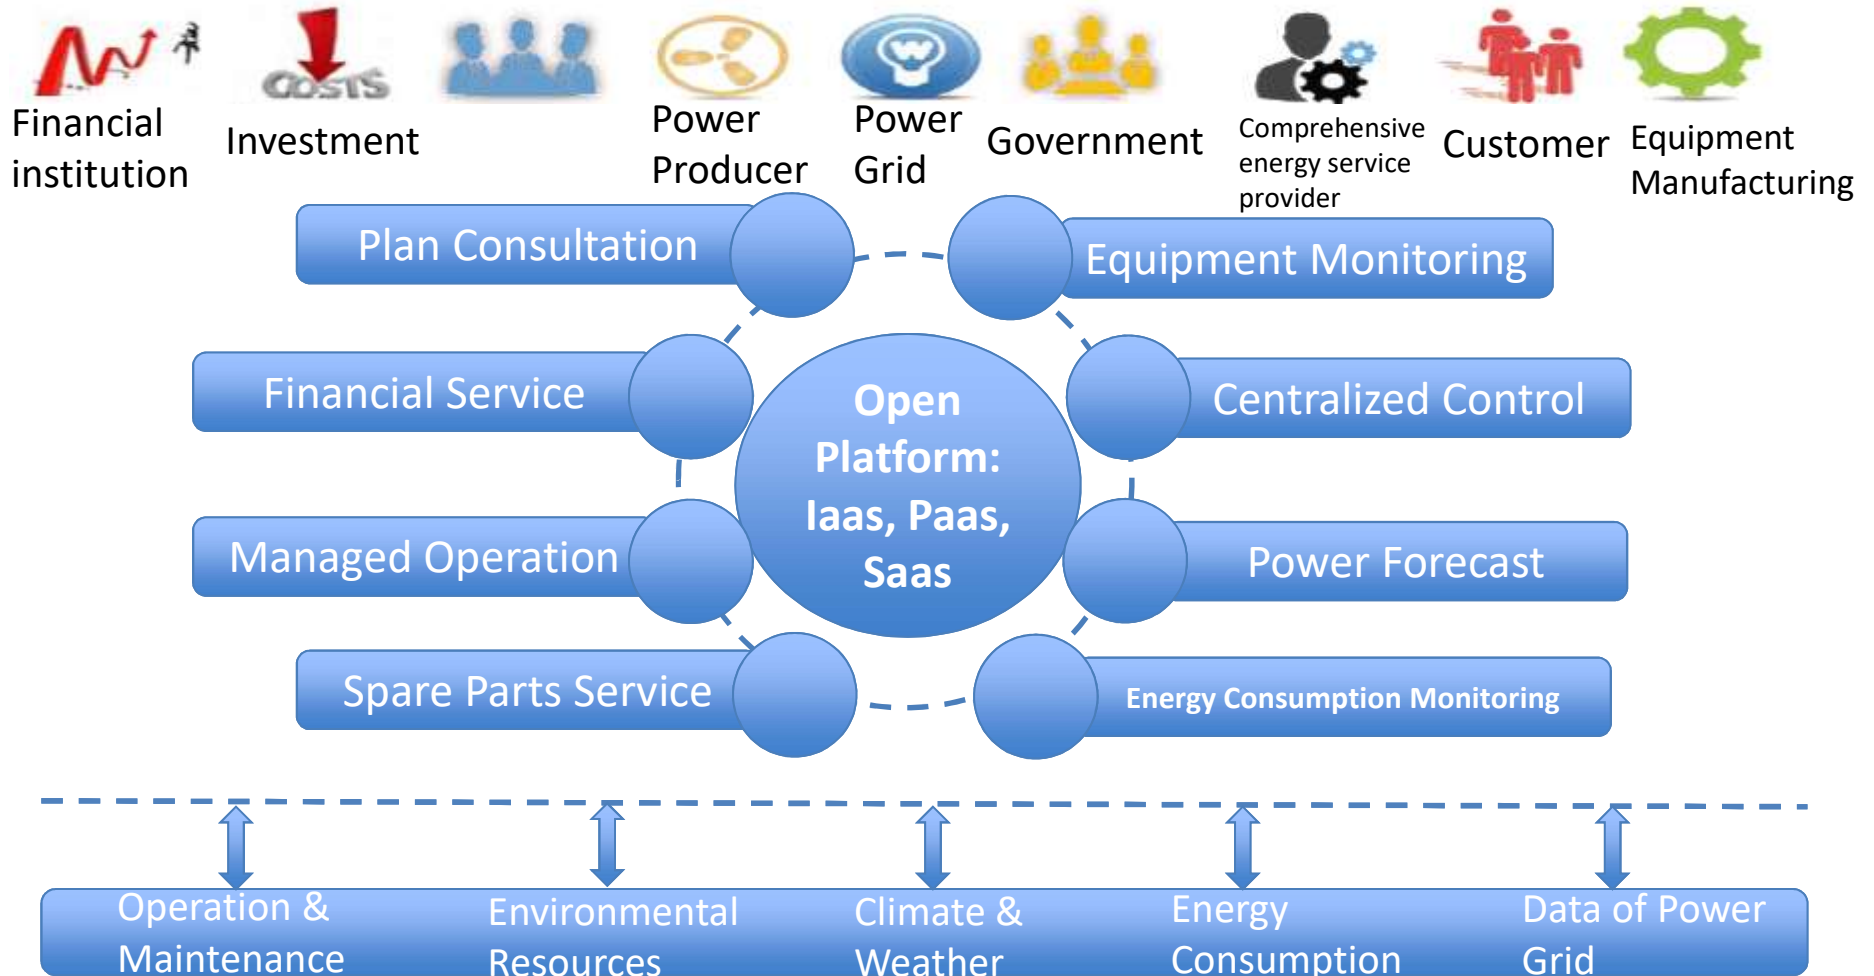 COSTS
Financial
institution
Investment
Power
Producer
Power
Grid
Government
Comprehensive
energy service
provider
Customer
Equipment
Manufacturing
Plan Consultation
Equipment Monitoring
Financial Service
Centralized Control
Open
Platform:
Iaas, Paas,
Saas
Managed Operation
Power Forecast
Spare Parts Service
Energy Consumption Monitoring
Operation &
Maintenance
Environmental
Resources
Climate &
Weather
Energy
Consumption
Data of Power
Grid